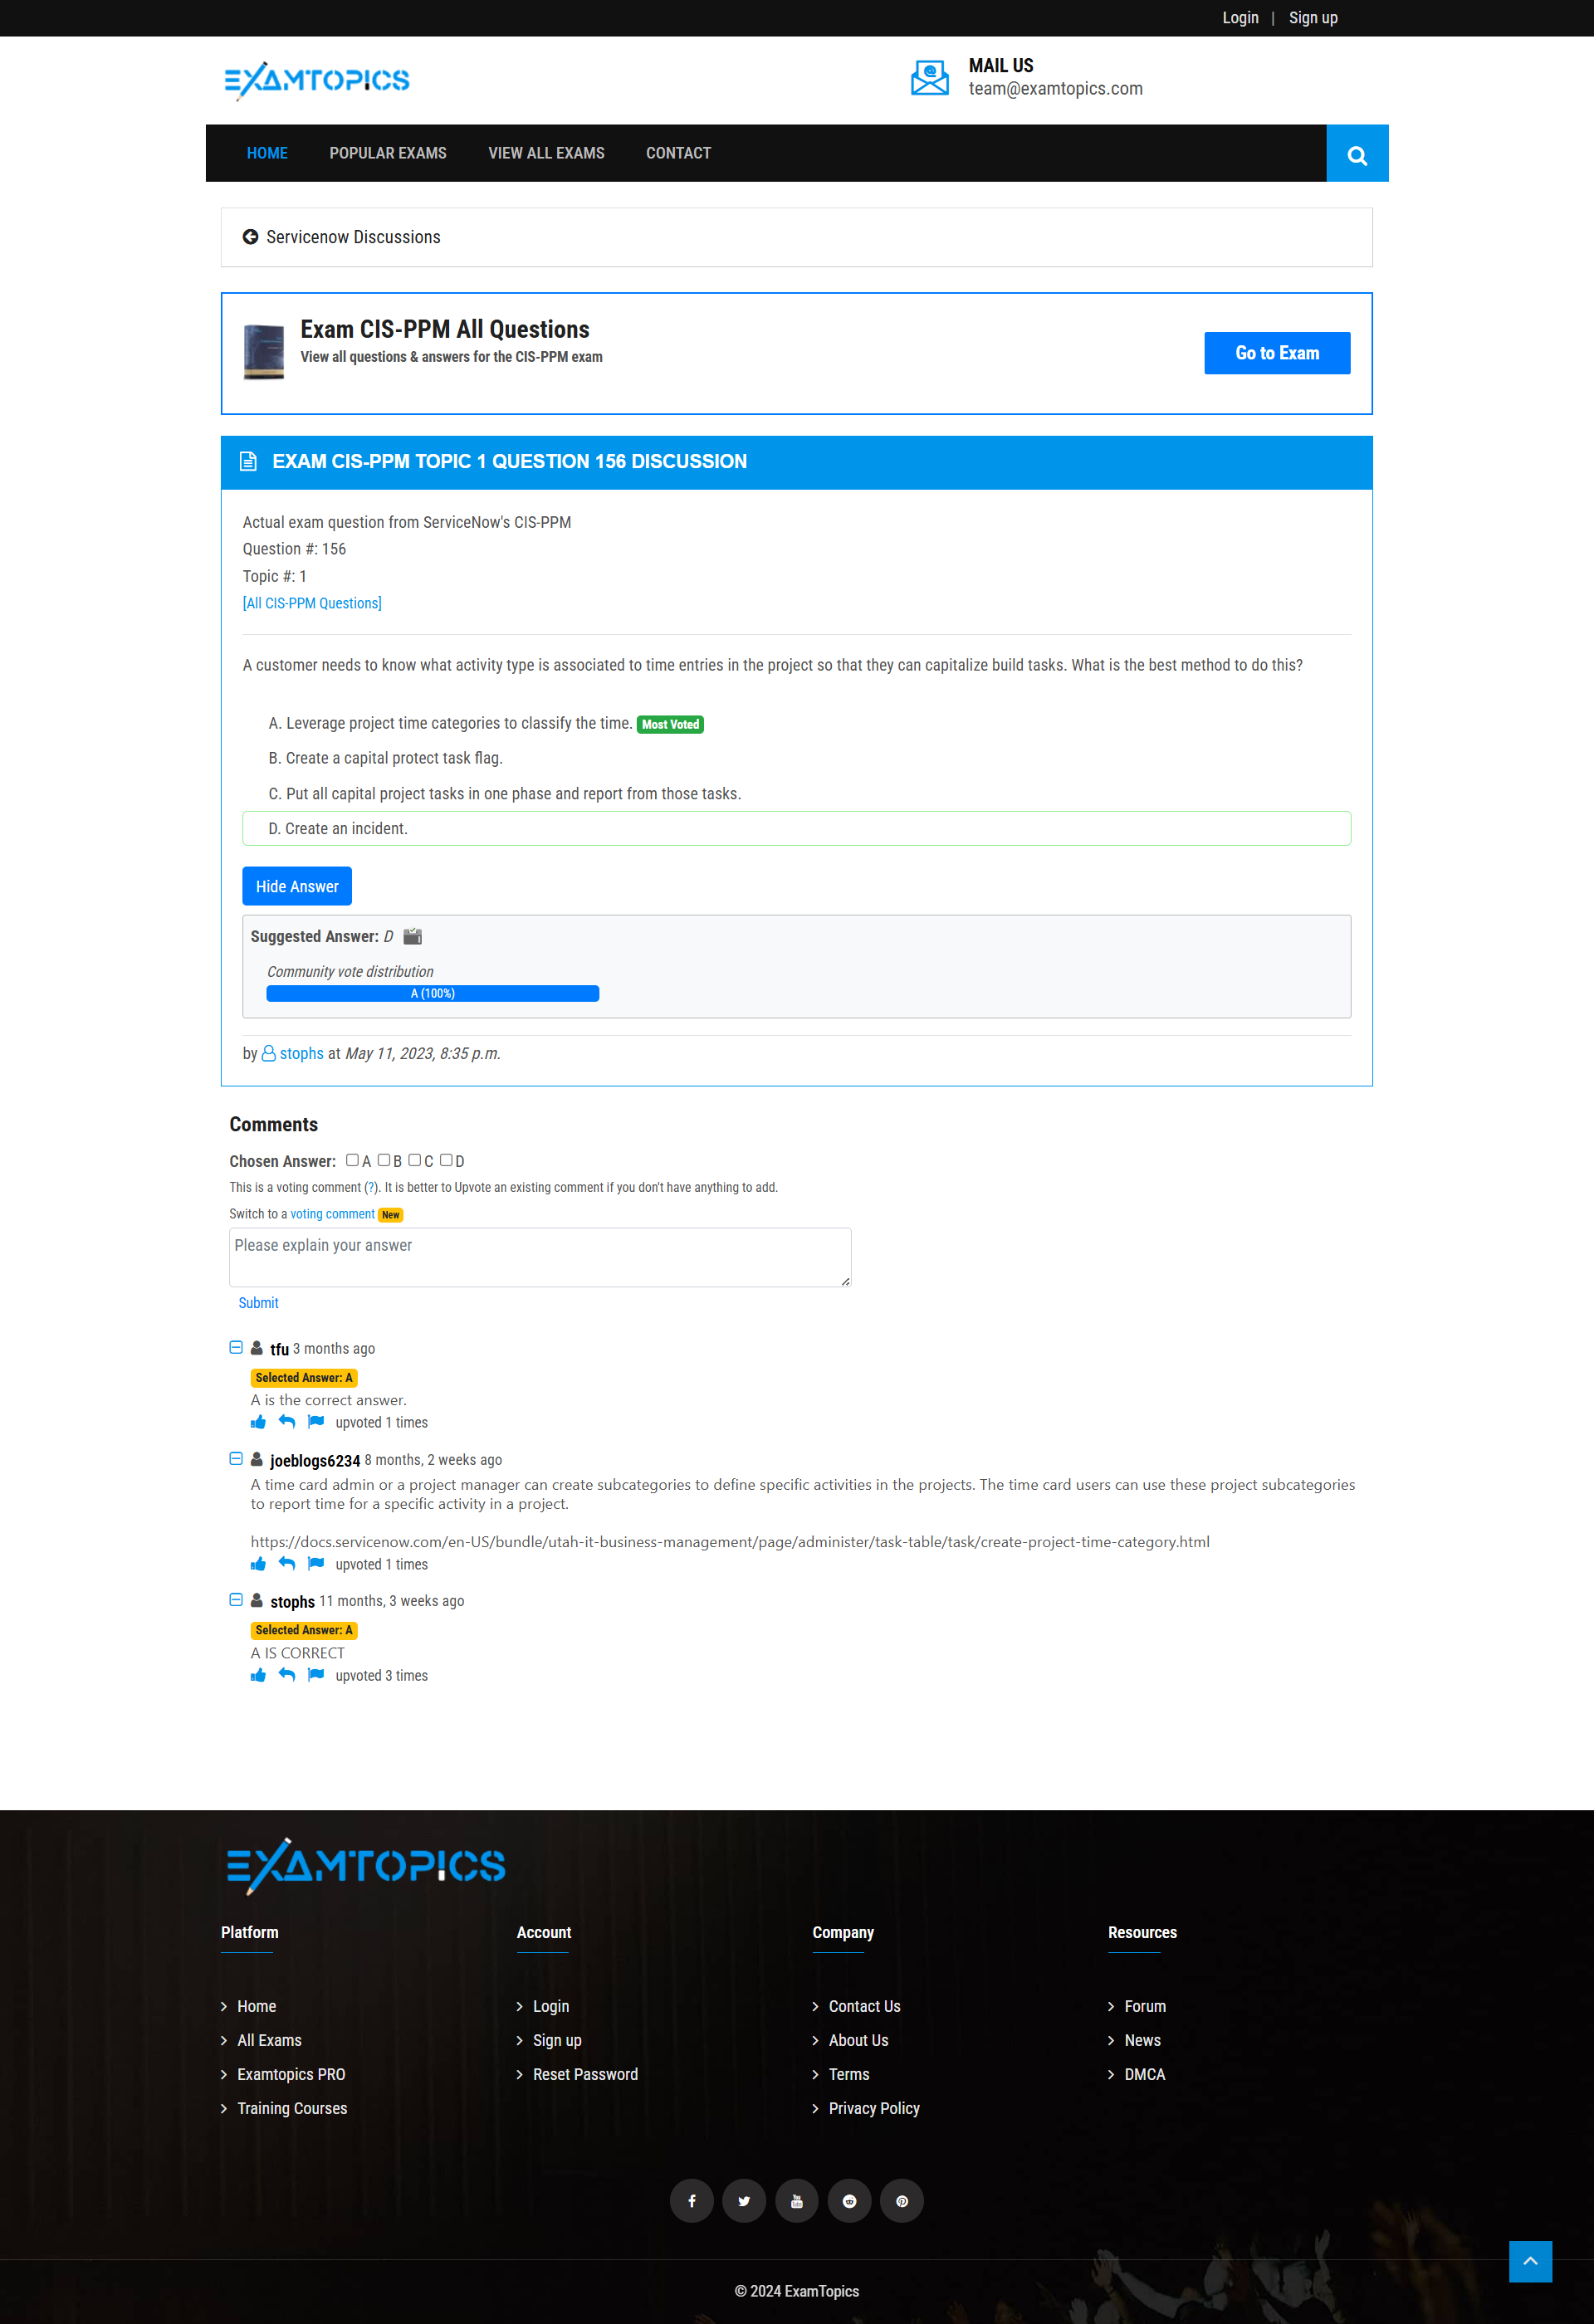 Login | Sign up
EXAMTOPICS
MAIL US
team@examtopics.com
HOME POPULAR EXAMS VIEW ALL EXAMS CONTACT
Servicenow Discussions
Exam CIS-PPM All Questions
View all questions & answers for the CIS-PPM exam
Go to Exam
EXAM CIS-PPM TOPIC 1 QUESTION 156 DISCUSSION
Actual exam question from ServiceNow's CIS-PPM
Question #: 156
Topic #: 1
[All CIS-PPM Questions]
A customer needs to know what activity type is associated to time entries in the project so that they can capitalize build tasks. What is the best method to do this?
A. Leverage project time categories to classify the time. Most Voted
B. Create a capital protect task flag.
C. Put all capital project tasks in one phase and report from those tasks.
D. Create an incident.
Hide Answer
Suggested Answer: D
Community vote distribution
A (100%)
by stophs at May 11, 2023, 8:35 p.m.
Comments
Chosen Answer: A B C D
This is a voting comment (?). It is better to Upvote an existing comment if you don't have anything to add.
Switch to a voting comment New
Please explain your answer
Submit
tfu 3 months ago
Selected Answer: A
A is the correct answer.
upvoted 1 times
joeblogs6234 8 months, 2 weeks ago
A time card admin or a project manager can create subcategories to define specific activities in the projects. The time card users can use these project subcategories
to report time for a specific activity in a project.
https://docs.servicenow.com/en-US/bundle/utah-it-business-management/page/administer/task-table/task/create-project-time-category.html
upvoted 1 times
stophs 11 months, 3 weeks ago
Selected Answer: A
A IS CORRECT
upvoted 3 times
EXAMTOPICS
Platform Account Company Resources
Home Login Contact Us Forum
All Exams Sign up About Us News
Examtopics PRO Reset Password Terms DMCA
Training Courses Privacy Policy
© 2024 ExamTopics